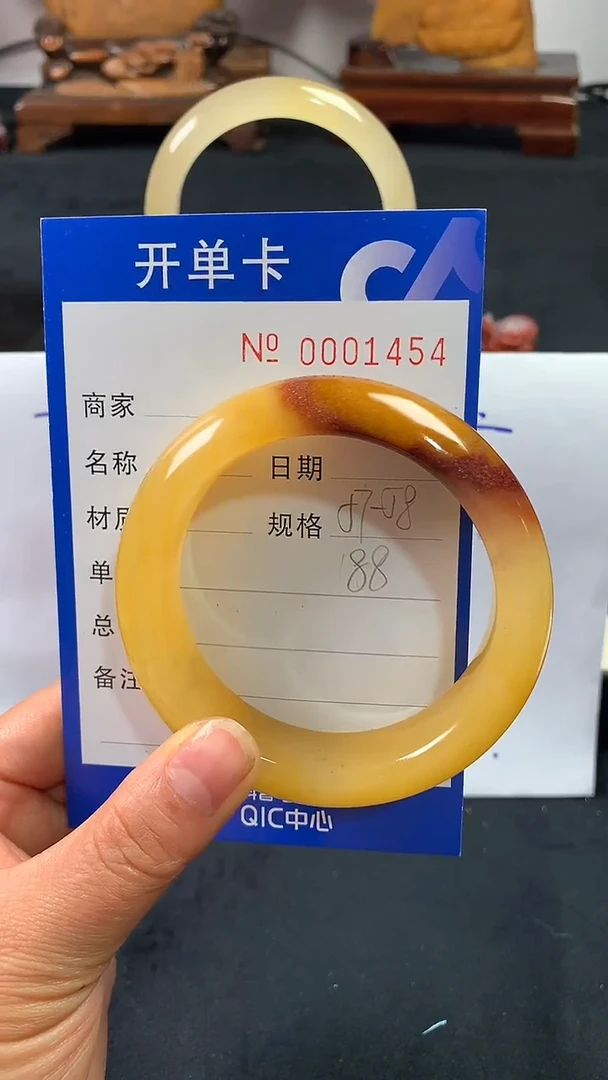 开单卡
№ 0001454
商家
名称 日期
材质 规格 57-58
单 188
总
备注
QIC中心